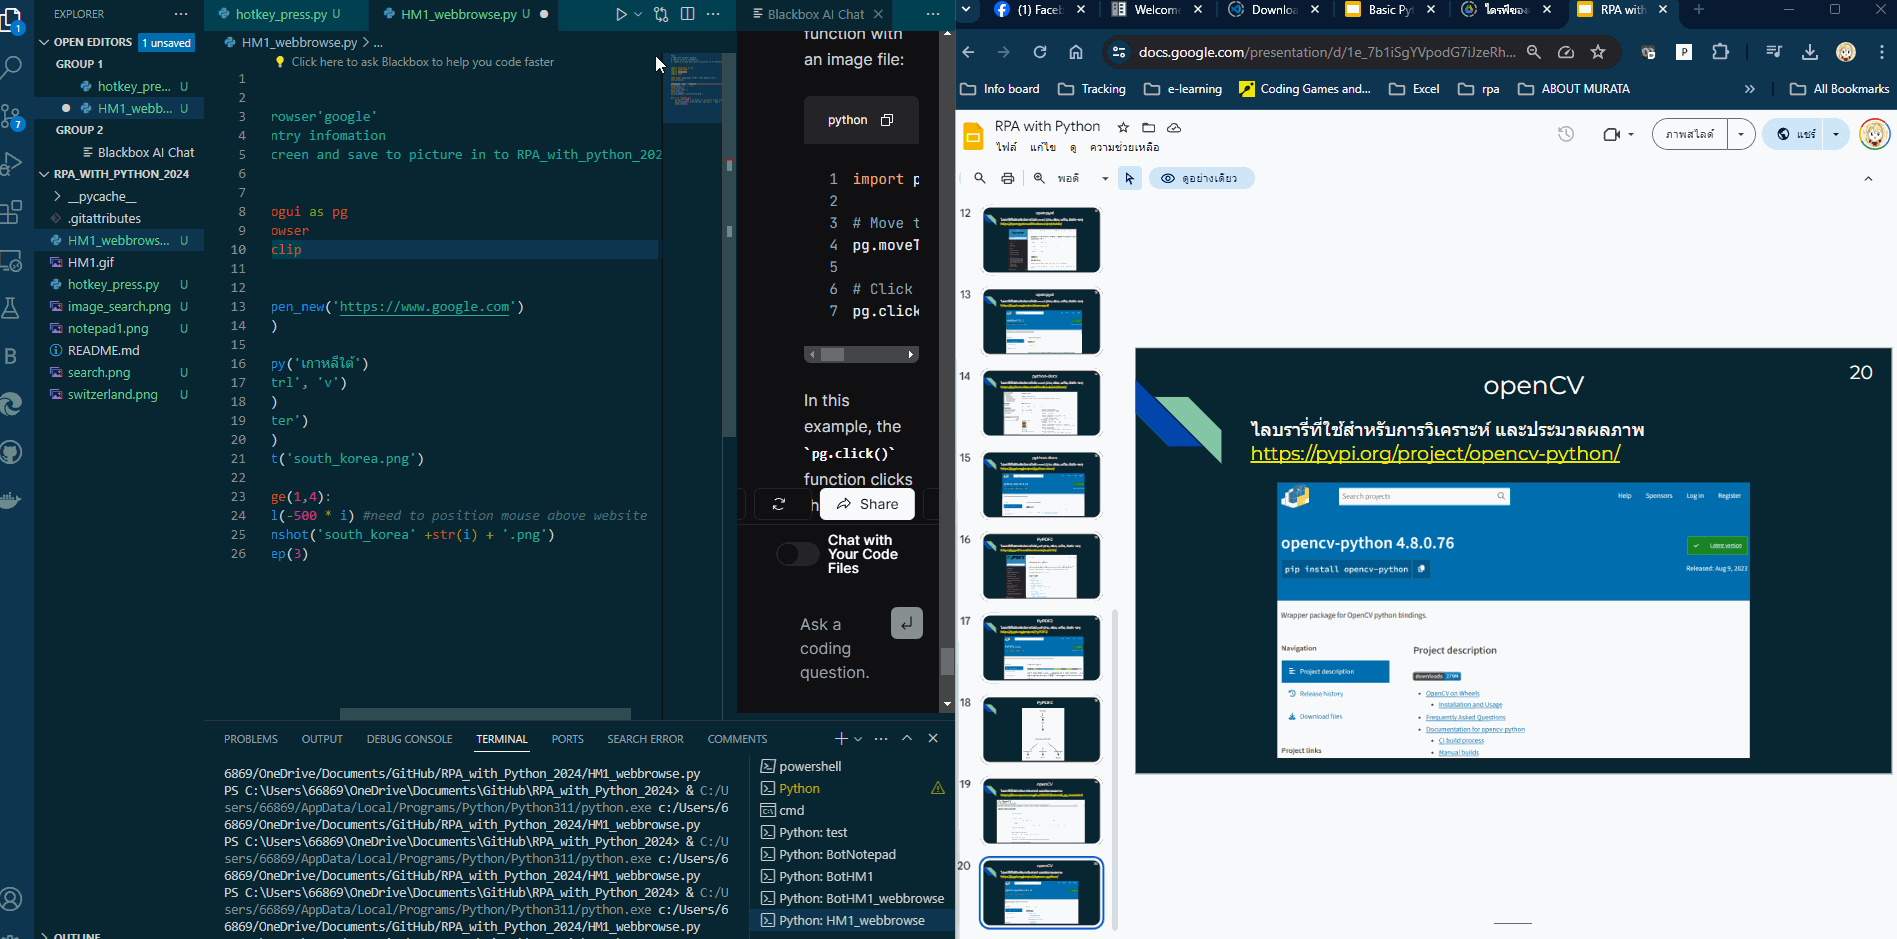 EXPLORER
OPEN EDITORS
1 unsaved
GROUP 1
hotkey_pre... U
HM1_webb... U
GROUP 2
Blackbox AI Chat
RPA_WITH_PYTHON_2024
__pycache__
.gitattributes
HM1_webbrows... U
HM1.gif
hotkey_press.py U
image_search.png U
notepad1.png U
README.md
search.png U
switzerland.png U
OUTLINE
1
7
hotkey_press.py U
HM1_webbrowse.py U
HM1_webbrowse.py > ...
Click here to ask Blackbox to help you code faster
1
2
3 rowser'google'
4 ntry infomation
5 creen and save to picture in to RPA_with_python_202
6
7
8 ogui as pg
9 owser
10 clip
11
12
13 pen_new('https://www.google.com')
14 )
15
16 py('เกาหลีใต้')
17 trl', 'v')
18 )
19 ter')
20 )
21 t('south_korea.png')
22
23 ge(1,4):
24 l(-500 * i) #need to position mouse above website
25 nshot('south_korea' +str(i) + '.png')
26 ep(3)
Blackbox AI Chat
function with
an image file:
python
1 import p
2
3 # Move t
4 pg.moveT
5
6 # Click
7 pg.click
In this
example, the
`pg.click()`
function clicks
Share
Chat with
Your Code
Files
Ask a
coding
question.
PROBLEMS
OUTPUT
DEBUG CONSOLE
TERMINAL
PORTS
SEARCH ERROR
COMMENTS
6869/OneDrive/Documents/GitHub/RPA_with_Python_2024/HM1_webbrowse.py
PS C:\Users\66869\OneDrive\Documents\GitHub\RPA_with_Python_2024> & C:/U
sers/66869/AppData/Local/Programs/Python/Python311/python.exe c:/Users/6
6869/OneDrive/Documents/GitHub/RPA_with_Python_2024/HM1_webbrowse.py
PS C:\Users\66869\OneDrive\Documents\GitHub\RPA_with_Python_2024> & C:/U
sers/66869/AppData/Local/Programs/Python/Python311/python.exe c:/Users/6
6869/OneDrive/Documents/GitHub/RPA_with_Python_2024/HM1_webbrowse.py
PS C:\Users\66869\OneDrive\Documents\GitHub\RPA_with_Python_2024> & C:/U
sers/66869/AppData/Local/Programs/Python/Python311/python.exe c:/Users/6
6869/OneDrive/Documents/GitHub/RPA_with_Python_2024/HM1_webbrowse.py
powershell
Python
cmd
Python: test
Python: BotNotepad
Python: BotHM1
Python: BotHM1_webbrowse
Python: HM1_webbrowse
(1) Faceb
Welcome
Downloa
Basic Py
ไดรฟ์ของ
RPA with
docs.google.com/presentation/d/1e_7b1iSgYVpodG7iJzeRh...
Info board
Tracking
e-learning
Coding Games and...
Excel
rpa
ABOUT MURATA
All Bookmarks
RPA with Python
ไฟล์ แก้ไข ดู ความช่วยเหลือ
ภาพสไลด์
แชร์
พอดี
ดูอย่างเดียว
12
13
14
15
16
17
18
19
20
20
openCV
ไลบรารี่ที่ใช้สำหรับการวิเคราะห์ และประมวลผลภาพ
https://pypi.org/project/opencv-python/
Search projects
Help Sponsors Log in Register
opencv-python 4.8.0.76
pip install opencv-python
Latest version
Released: Aug 9, 2023
Wrapper package for OpenCV python bindings.
Navigation
Project description
Release history
Download files
Project links
Project description
downloads 279M
OpenCV on Wheels
Installation and Usage
Frequently Asked Questions
Documentation for opencv-python
CI build process
Manual builds